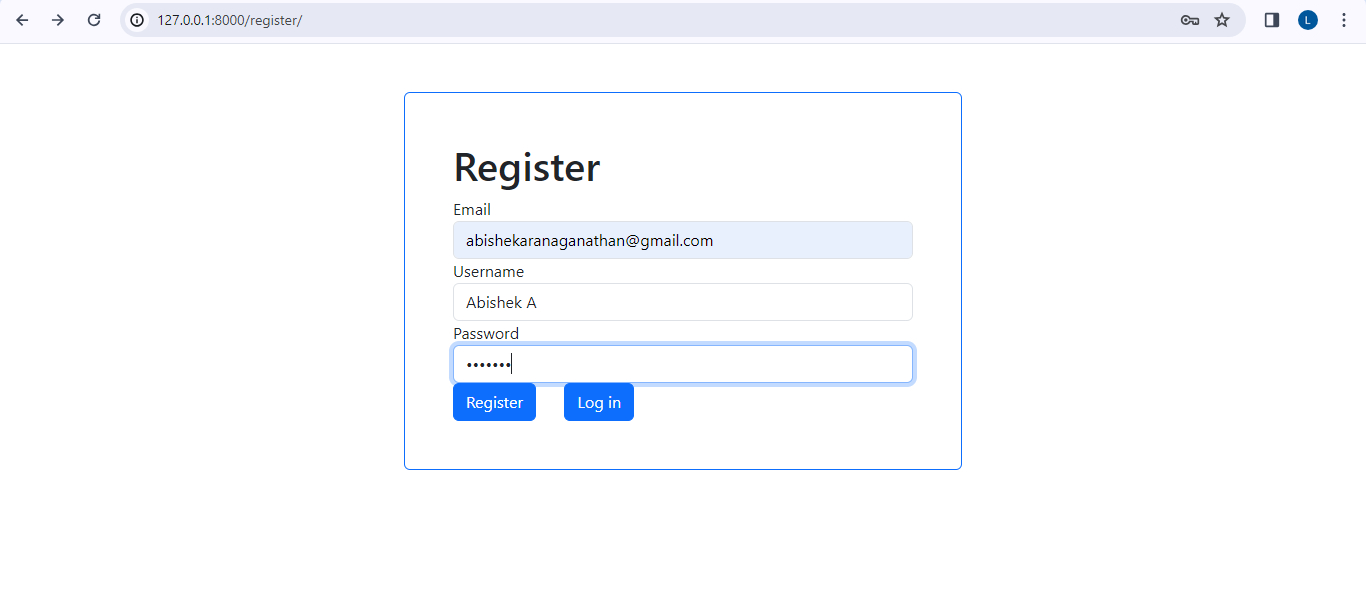 127.0.0.1:8000/register/
L
Register
Email
abishekaranaganathan@gmail.com
Username
Abishek A
Password
•••••••
Register Log in